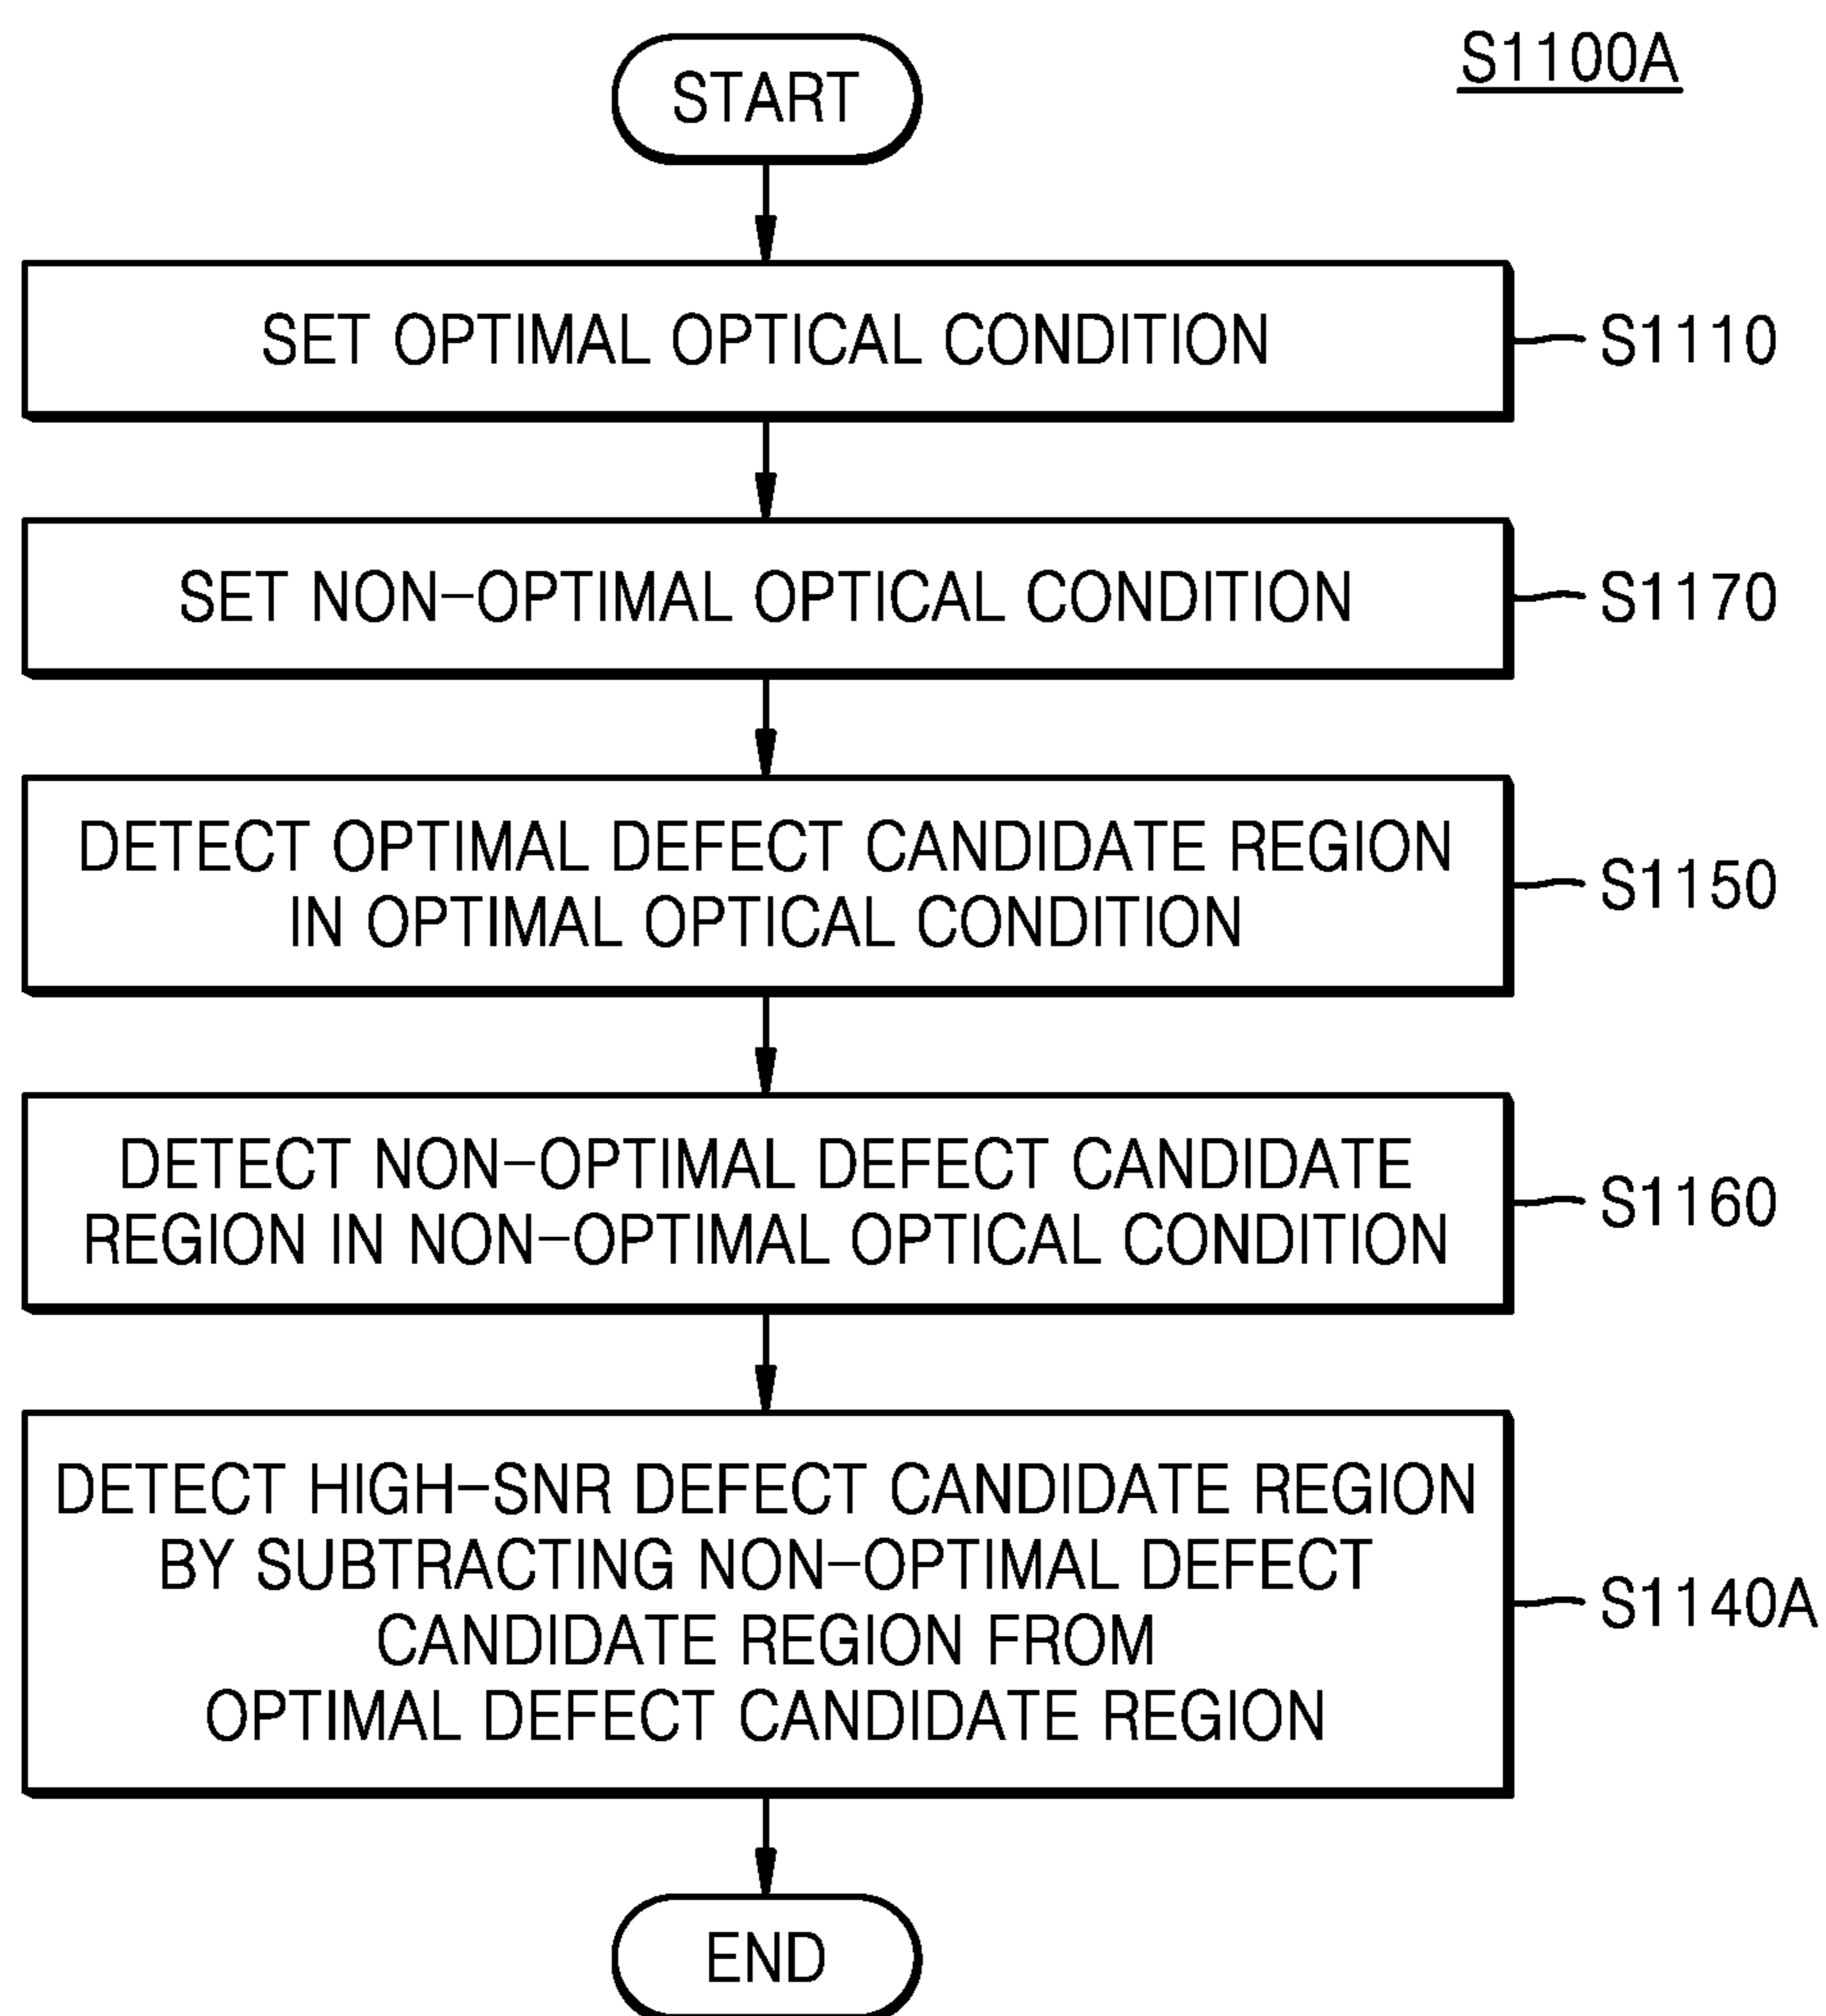 S1100A
START
SET OPTIMAL OPTICAL CONDITION
S1110
SET NON-OPTIMAL OPTICAL CONDITION
S1170
DETECT OPTIMAL DEFECT CANDIDATE REGION
IN OPTIMAL OPTICAL CONDITION
S1150
DETECT NON-OPTIMAL DEFECT CANDIDATE
REGION IN NON-OPTIMAL OPTICAL CONDITION
S1160
DETECT HIGH-SNR DEFECT CANDIDATE REGION
BY SUBTRACTING NON-OPTIMAL DEFECT
CANDIDATE REGION FROM
OPTIMAL DEFECT CANDIDATE REGION
S1140A
END